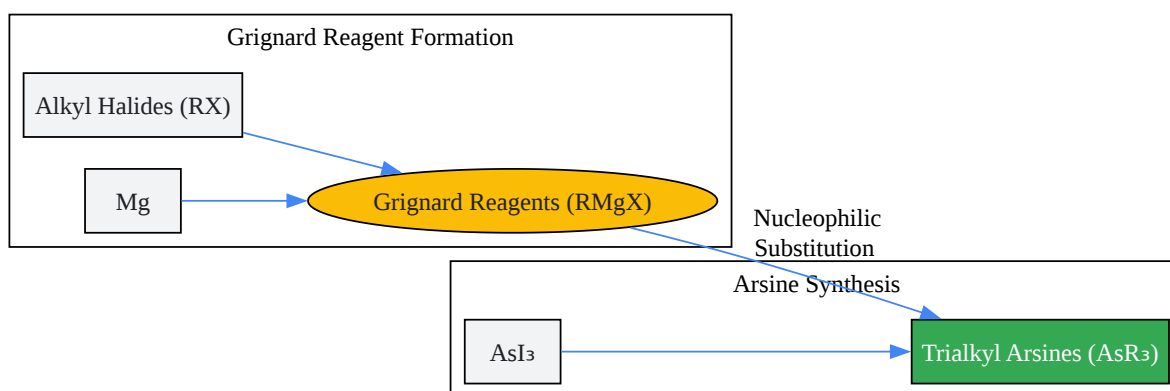 Grignard Reagent Formation
Alkyl Halides (RX)
Mg
Grignard Reagents (RMgX)
Nucleophilic
Substitution
Arsine Synthesis
AsI₃
Trialkyl Arsines (AsR₃)